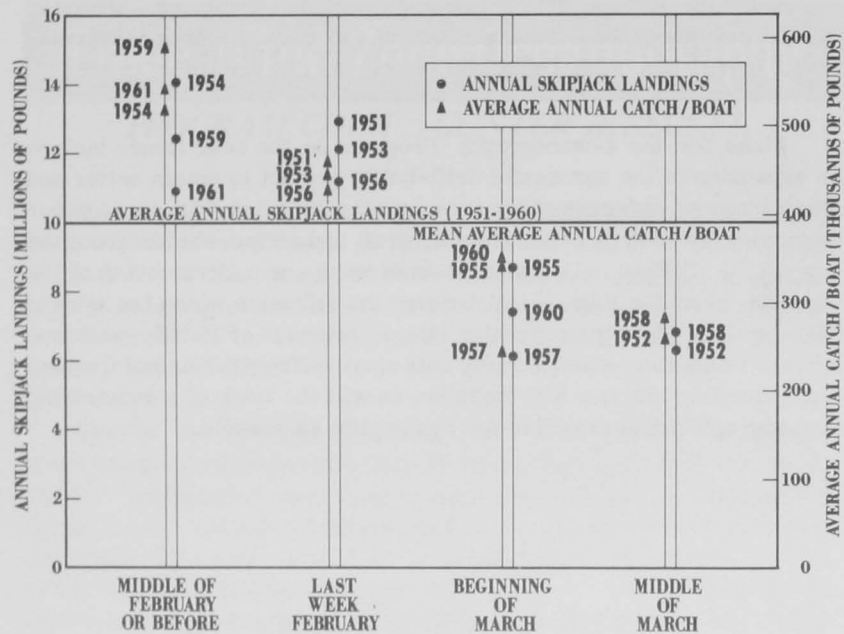 16
14
12
10
8
6
4
2
0
ANNUAL SKIPJACK LANDINGS (MILLIONS OF POUNDS)
600
500
400
300
200
100
0
AVERAGE ANNUAL CATCH / BOAT (THOUSANDS OF POUNDS)
● ANNUAL SKIPJACK LANDINGS
▲ AVERAGE ANNUAL CATCH / BOAT
1959
1954
1961
1954
1959
1961
1951
1953
1951
1953
1956
1956
AVERAGE ANNUAL SKIPJACK LANDINGS (1951-1960)
MEAN AVERAGE ANNUAL CATCH / BOAT
1960
1955
1955
1960
1957
1957
1958
1958
1952
1952
MIDDLE OF
FEBRUARY
OR BEFORE
LAST
WEEK
FEBRUARY
BEGINNING
OF
MARCH
MIDDLE
OF
MARCH